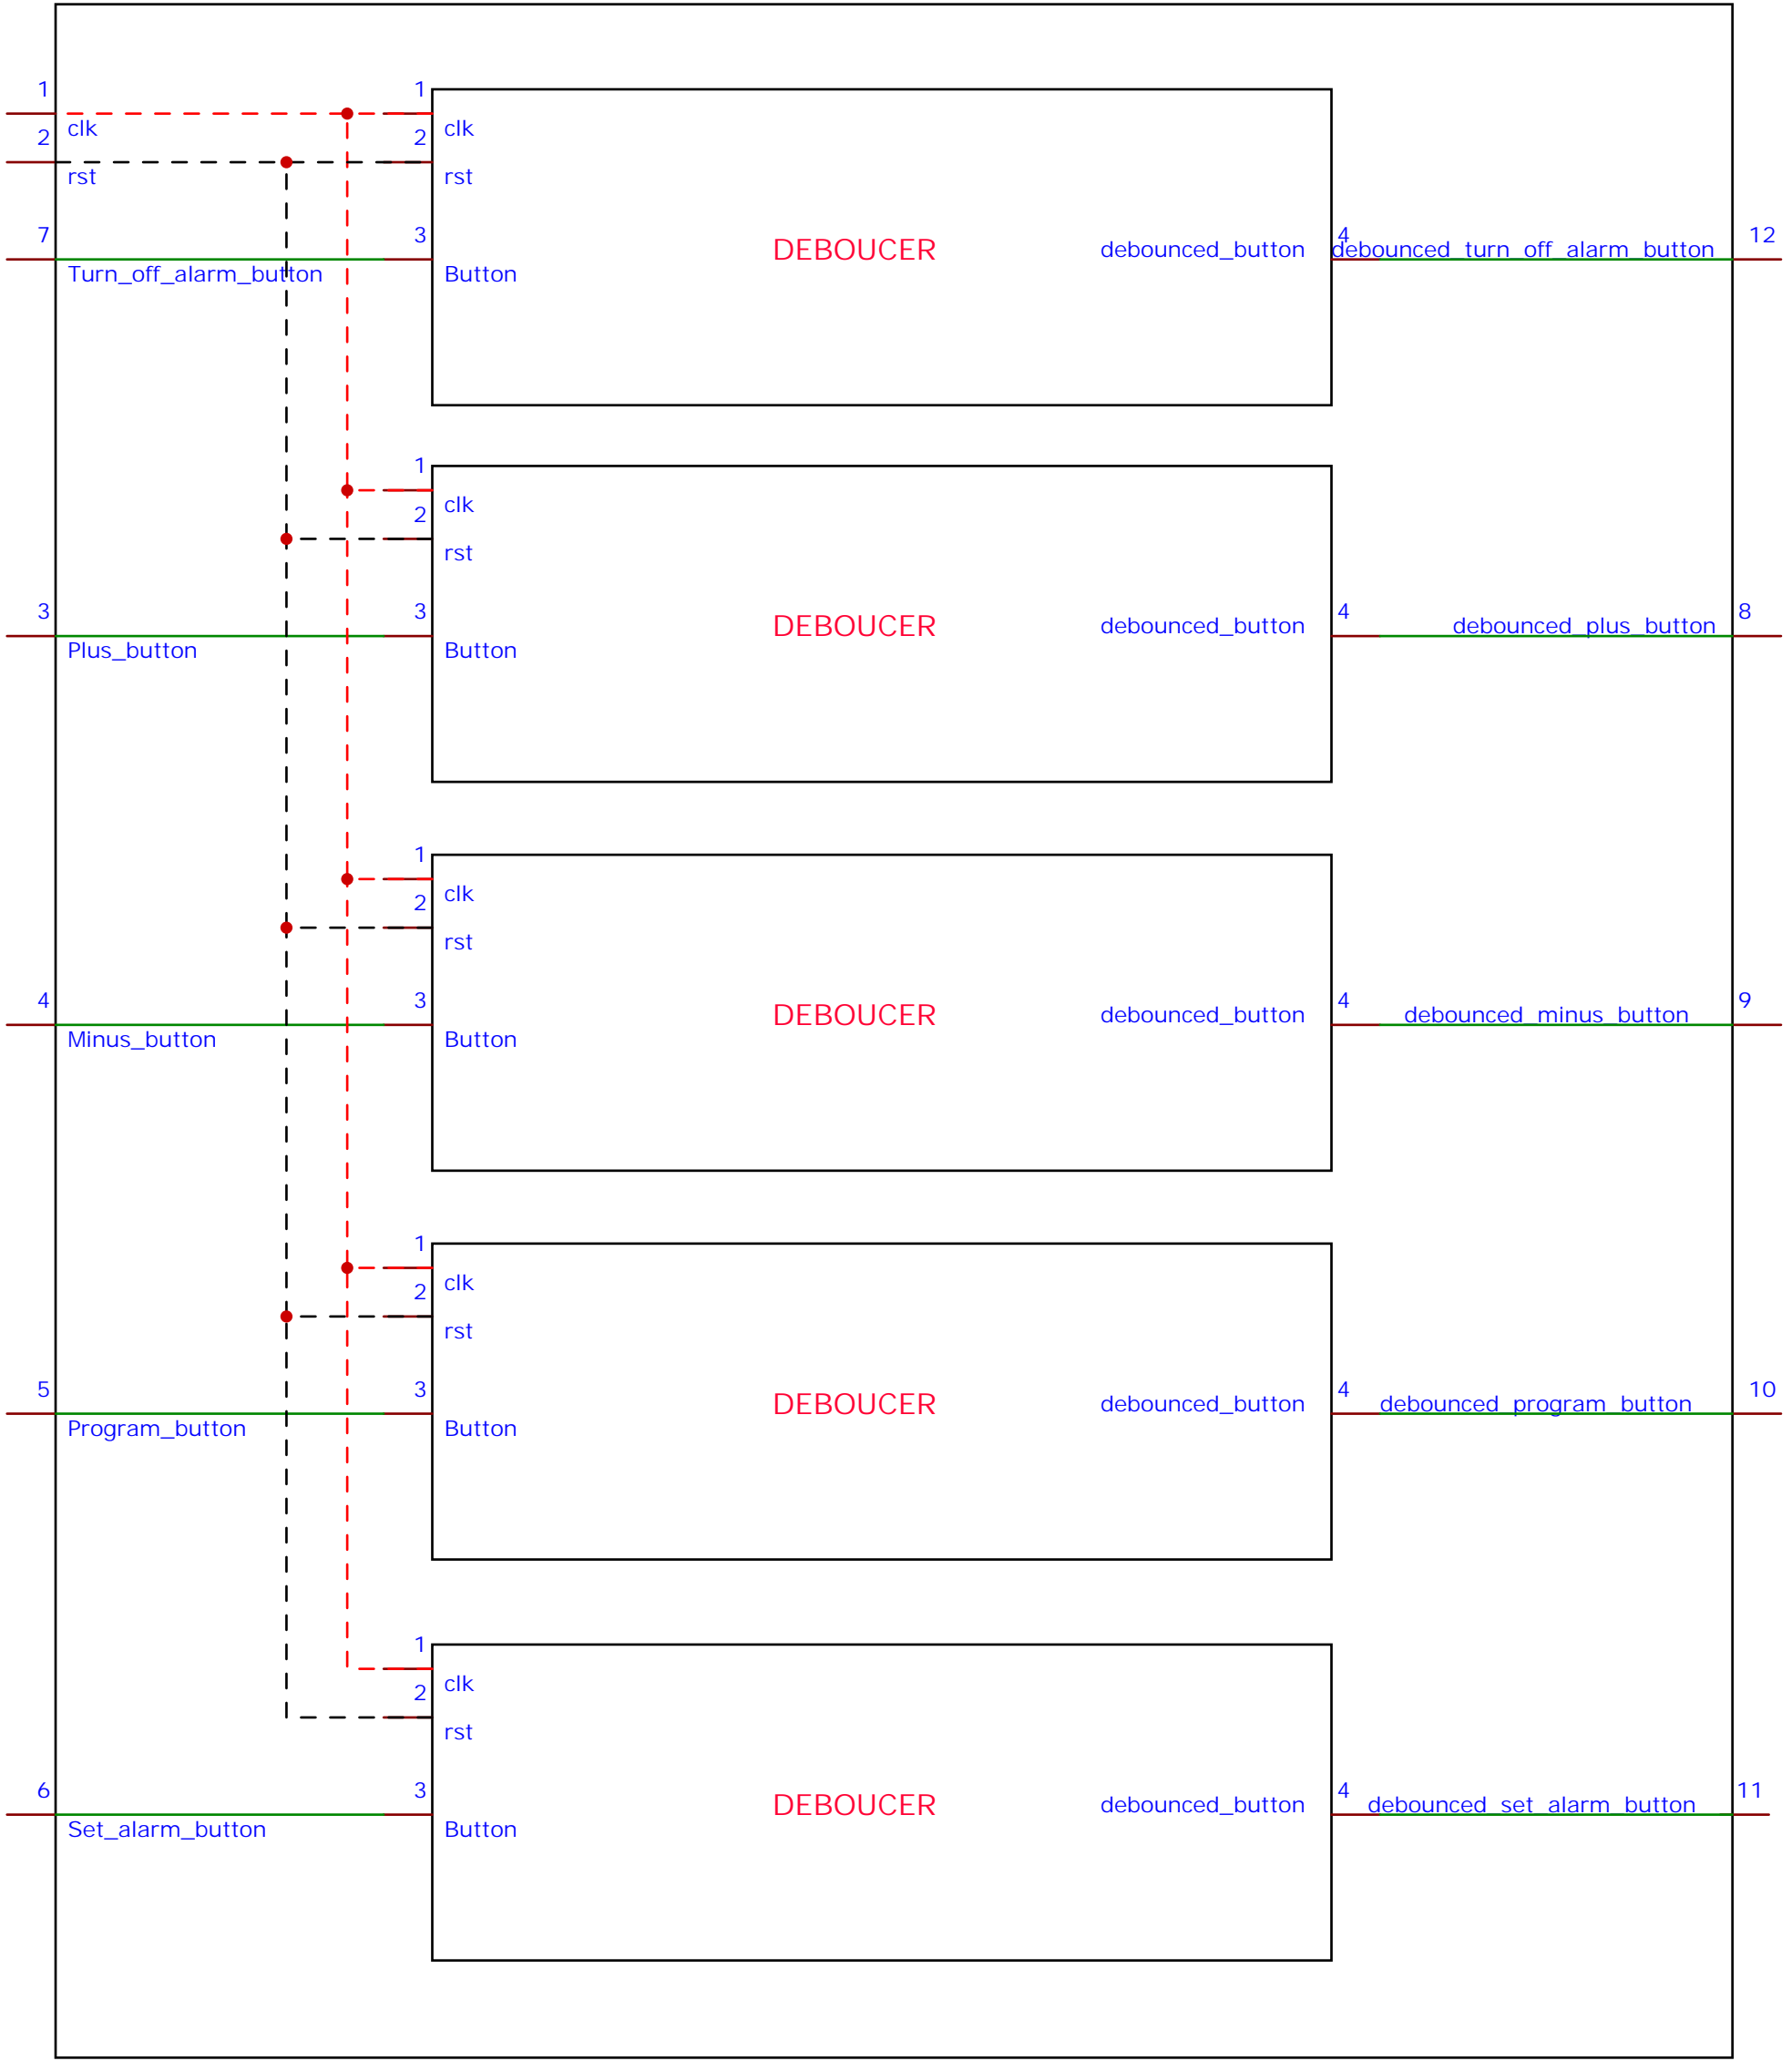 1 1
clk clk
2 2
rst rst
7 3 DEBOUCER debounced_button 4 debounced_turn_off_alarm_button 12
Turn_off_alarm_button Button
1
clk
2
rst
3 3 DEBOUCER debounced_button 4 debounced_plus_button 8
Plus_button Button
1
clk
2
rst
4 3 DEBOUCER debounced_button 4 debounced_minus_button 9
Minus_button Button
1
clk
2
rst
5 3 DEBOUCER debounced_button 4 debounced_program_button 10
Program_button Button
1
clk
2
rst
6 3 DEBOUCER debounced_button 4 debounced_set_alarm_button_ 11
Set_alarm_button Button